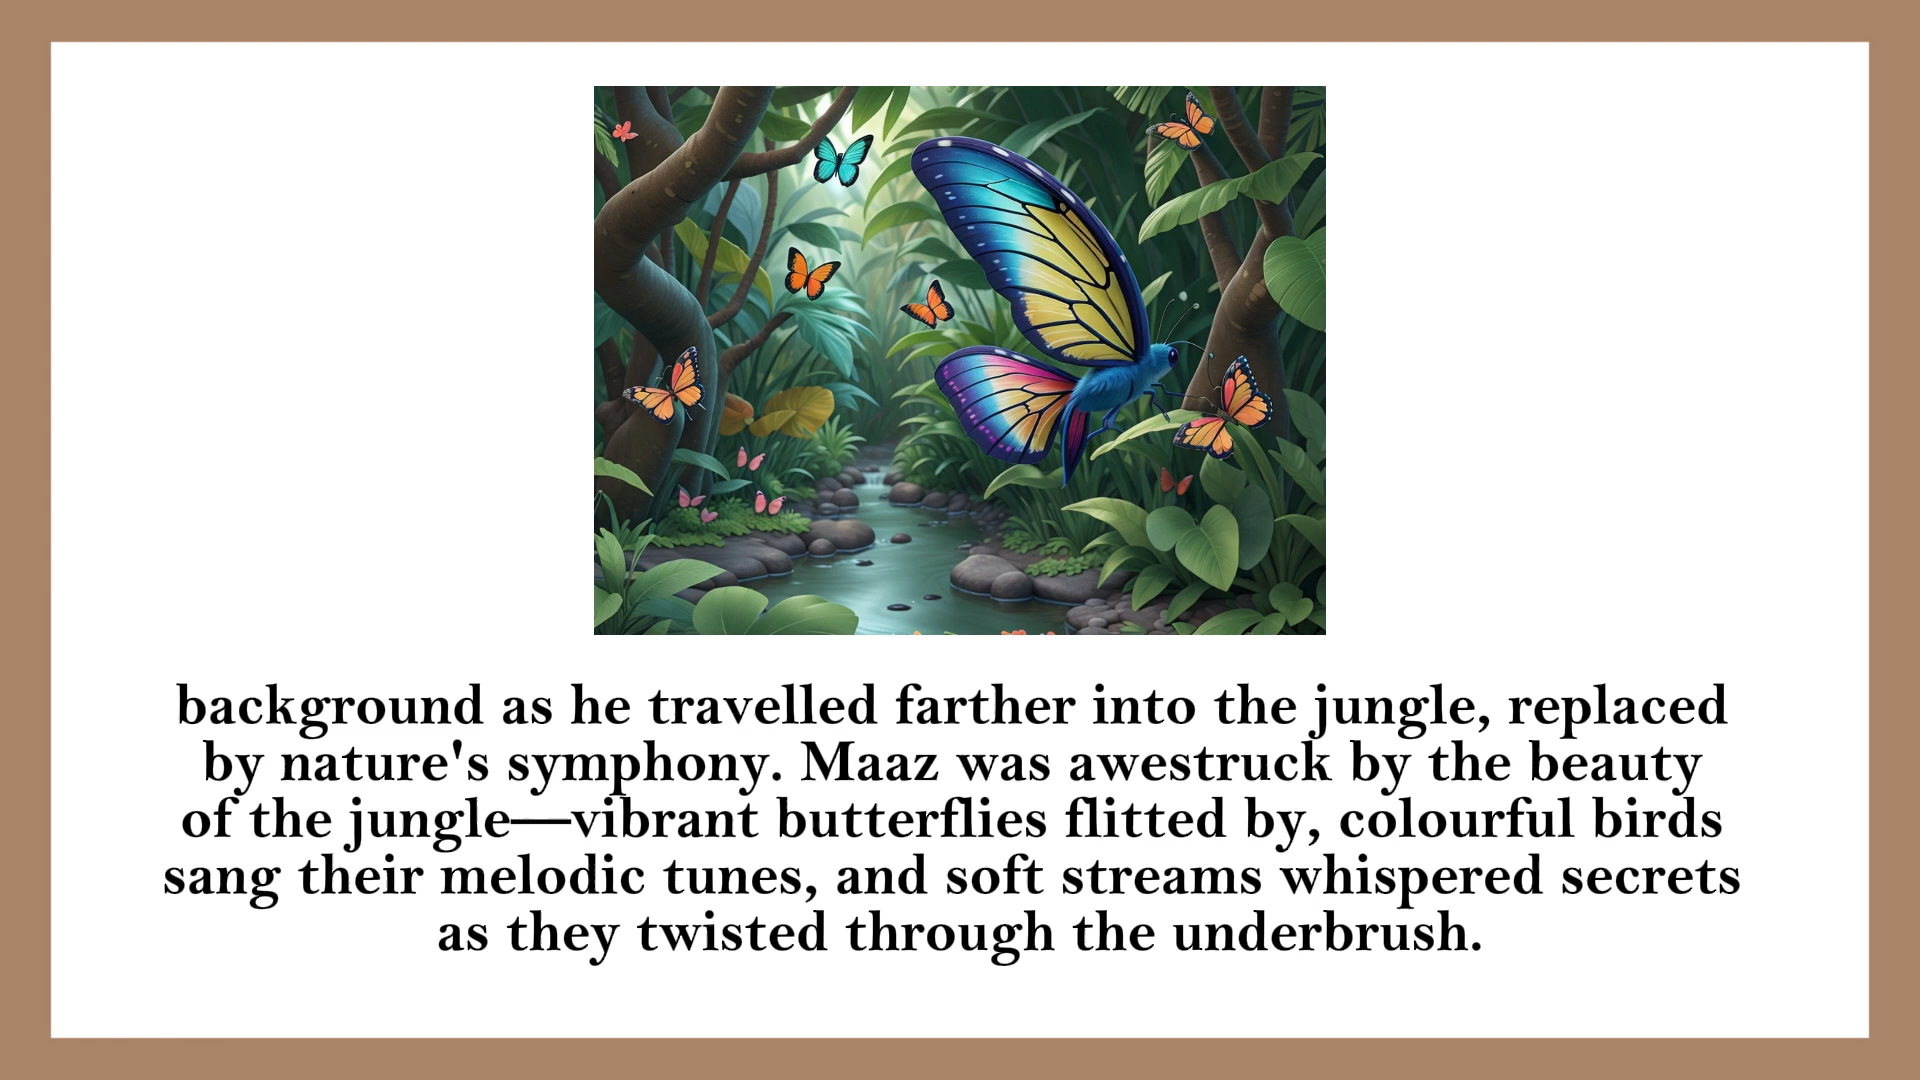 background as he travelled farther into the jungle, replaced
by nature's symphony. Maaz was awestruck by the beauty
of the jungle—vibrant butterflies flitted by, colourful birds
sang their melodic tunes, and soft streams whispered secrets
as they twisted through the underbrush.